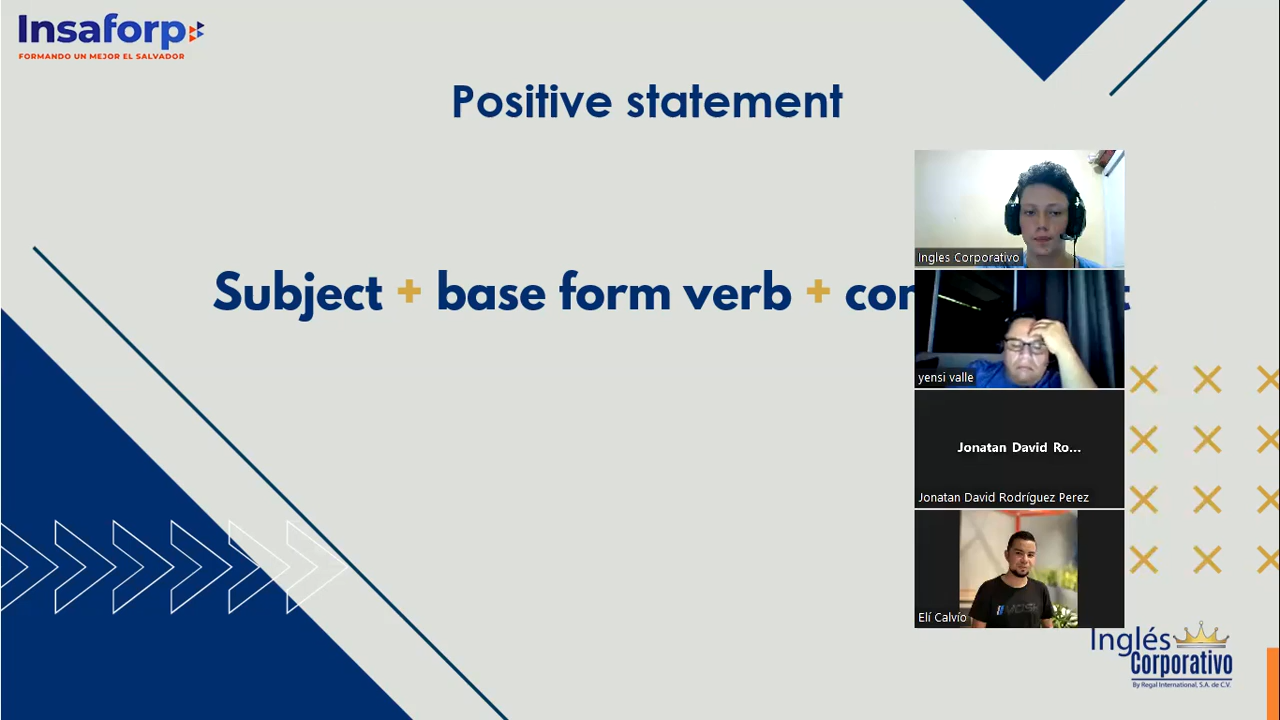 Insaforp
FORMANDO UN MEJOR EL SALVADOR
Positive statement
Subject + base form verb +
Ingles Corporativo
yensi valle
Jonatan David Ro...
Jonatan David Rodríguez Perez
Elí Calvío
Inglés
Corporativo
By Regal International, S.A. de C.V.